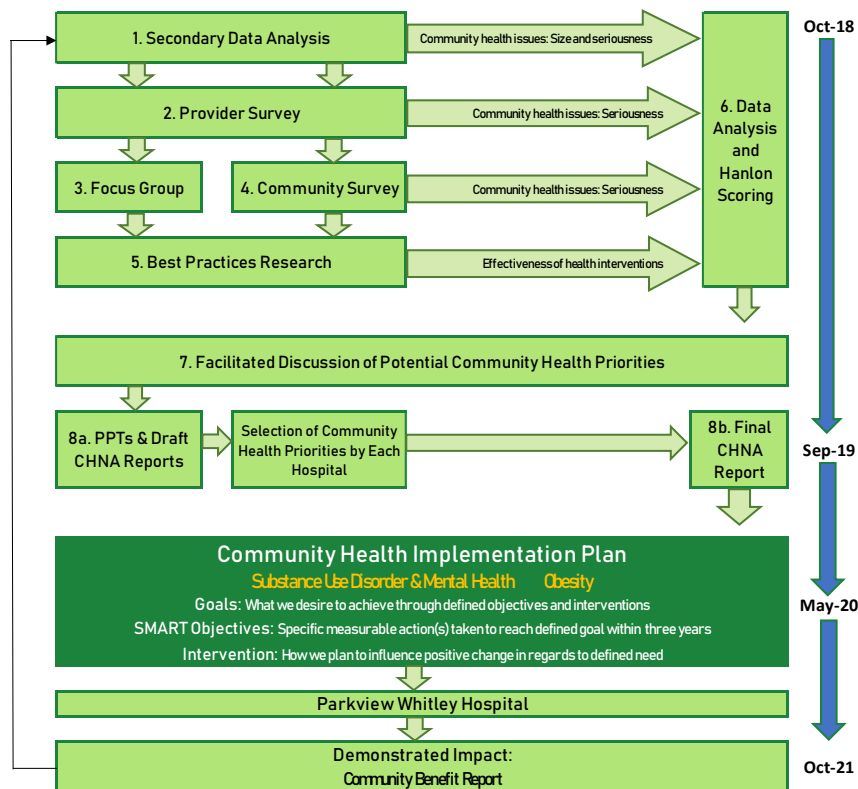 1. Secondary Data Analysis
Community health issues: Size and seriousness
Oct-18
2. Provider Survey
Community health issues: Seriousness
6. Data
Analysis
and
Hanlon
Scoring
3. Focus Group
4. Community Survey
Community health issues: Seriousness
5. Best Practices Research
Effectiveness of health interventions
7. Facilitated Discussion of Potential Community Health Priorities
8a. PPTs & Draft
CHNA Reports
Selection of Community
Health Priorities by Each
Hospital
8b. Final
CHNA
Report
Sep-19
Community Health Implementation Plan
Substance Use Disorder & Mental Health Obesity
Goals: What we desire to achieve through defined objectives and interventions
SMART Objectives: Specific measurable action(s) taken to reach defined goal within three years
Intervention: How we plan to influence positive change in regards to defined need
May-20
Parkview Whitley Hospital
Demonstrated Impact:
Community Benefit Report
Oct-21